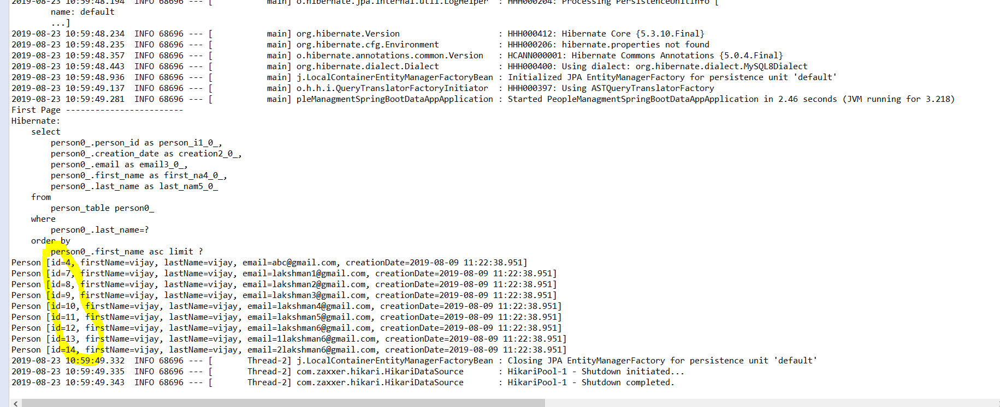 2019-08-23 10:59:48.194  INFO 68696 --- [           main] o.hibernate.jpa.internal.util.LogHelper  : HHH000204: Processing PersistenceUnitInfo [
        name: default
        ...]
2019-08-23 10:59:48.234  INFO 68696 --- [           main] org.hibernate.Version                    : HHH000412: Hibernate Core {5.3.10.Final}
2019-08-23 10:59:48.235  INFO 68696 --- [           main] org.hibernate.cfg.Environment            : HHH000206: hibernate.properties not found
2019-08-23 10:59:48.357  INFO 68696 --- [           main] o.hibernate.annotations.common.Version   : HCANN000001: Hibernate Commons Annotations {5.0.4.Final}
2019-08-23 10:59:48.443  INFO 68696 --- [           main] org.hibernate.dialect.Dialect            : HHH000400: Using dialect: org.hibernate.dialect.MySQL8Dialect
2019-08-23 10:59:48.936  INFO 68696 --- [           main] j.LocalContainerEntityManagerFactoryBean : Initialized JPA EntityManagerFactory for persistence unit 'default'
2019-08-23 10:59:49.137  INFO 68696 --- [           main] o.h.h.i.QueryTranslatorFactoryInitiator  : HHH000397: Using ASTQueryTranslatorFactory
2019-08-23 10:59:49.281  INFO 68696 --- [           main] pleManagmentSpringBootDataAppApplication : Started PeopleManagmentSpringBootDataAppApplication in 2.46 seconds (JVM running for 3.218)
First Page ------------------------
Hibernate:
    select
        person0_.person_id as person_i1_0_,
        person0_.creation_date as creation2_0_,
        person0_.email as email3_0_,
        person0_.first_name as first_na4_0_,
        person0_.last_name as last_nam5_0_
    from
        person_table person0_
    where
        person0_.last_name=?
    order by
        person0_.first_name asc limit ?
Person [id=4, firstName=vijay, lastName=vijay, email=abc@gmail.com, creationDate=2019-08-09 11:22:38.951]
Person [id=7, firstName=vijay, lastName=vijay, email=lakshman1@gmail.com, creationDate=2019-08-09 11:22:38.951]
Person [id=8, firstName=vijay, lastName=vijay, email=lakshman2@gmail.com, creationDate=2019-08-09 11:22:38.951]
Person [id=9, firstName=vijay, lastName=vijay, email=lakshman3@gmail.com, creationDate=2019-08-09 11:22:38.951]
Person [id=10, firstName=vijay, lastName=vijay, email=lakshman4@gmail.com, creationDate=2019-08-09 11:22:38.951]
Person [id=11, firstName=vijay, lastName=vijay, email=lakshman5@gmail.com, creationDate=2019-08-09 11:22:38.951]
Person [id=12, firstName=vijay, lastName=vijay, email=lakshman6@gmail.com, creationDate=2019-08-09 11:22:38.951]
Person [id=13, firstName=vijay, lastName=vijay, email=1lakshman6@gmail.com, creationDate=2019-08-09 11:22:38.951]
Person [id=14, firstName=vijay, lastName=vijay, email=2lakshman6@gmail.com, creationDate=2019-08-09 11:22:38.951]
2019-08-23 10:59:49.332  INFO 68696 --- [       Thread-2] j.LocalContainerEntityManagerFactoryBean : Closing JPA EntityManagerFactory for persistence unit 'default'
2019-08-23 10:59:49.335  INFO 68696 --- [       Thread-2] com.zaxxer.hikari.HikariDataSource       : HikariPool-1 - Shutdown initiated...
2019-08-23 10:59:49.343  INFO 68696 --- [       Thread-2] com.zaxxer.hikari.HikariDataSource       : HikariPool-1 - Shutdown completed.